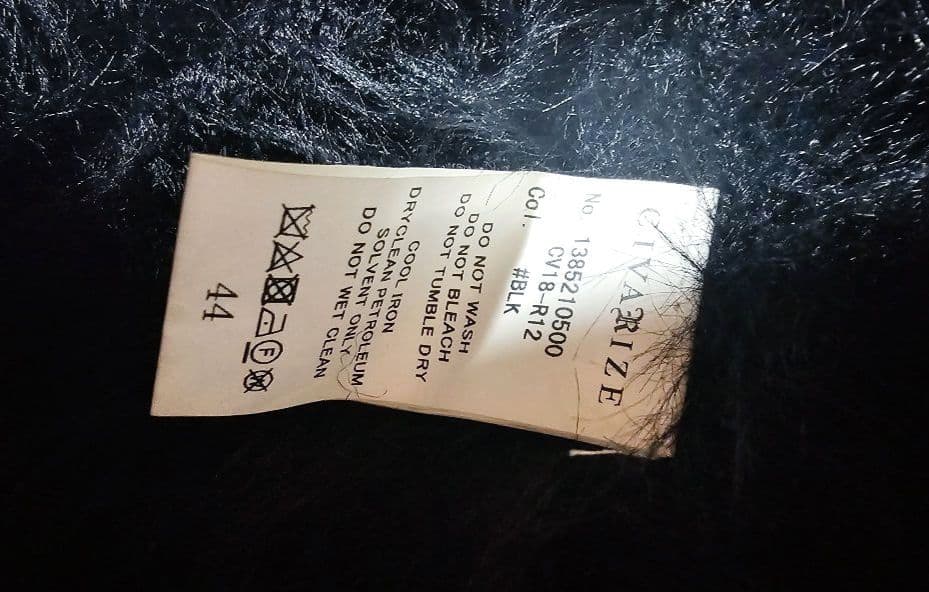 CIVARIZE
No. 1385210500
CV18-R12
Col. #BLK
DO NOT WASH
DO NOT BLEACH
DO NOT TUMBLE DRY
COOL IRON
DRYCLEAN PETROLEUM
SOLVENT ONLY
DO NOT WET CLEAN
F
W
44